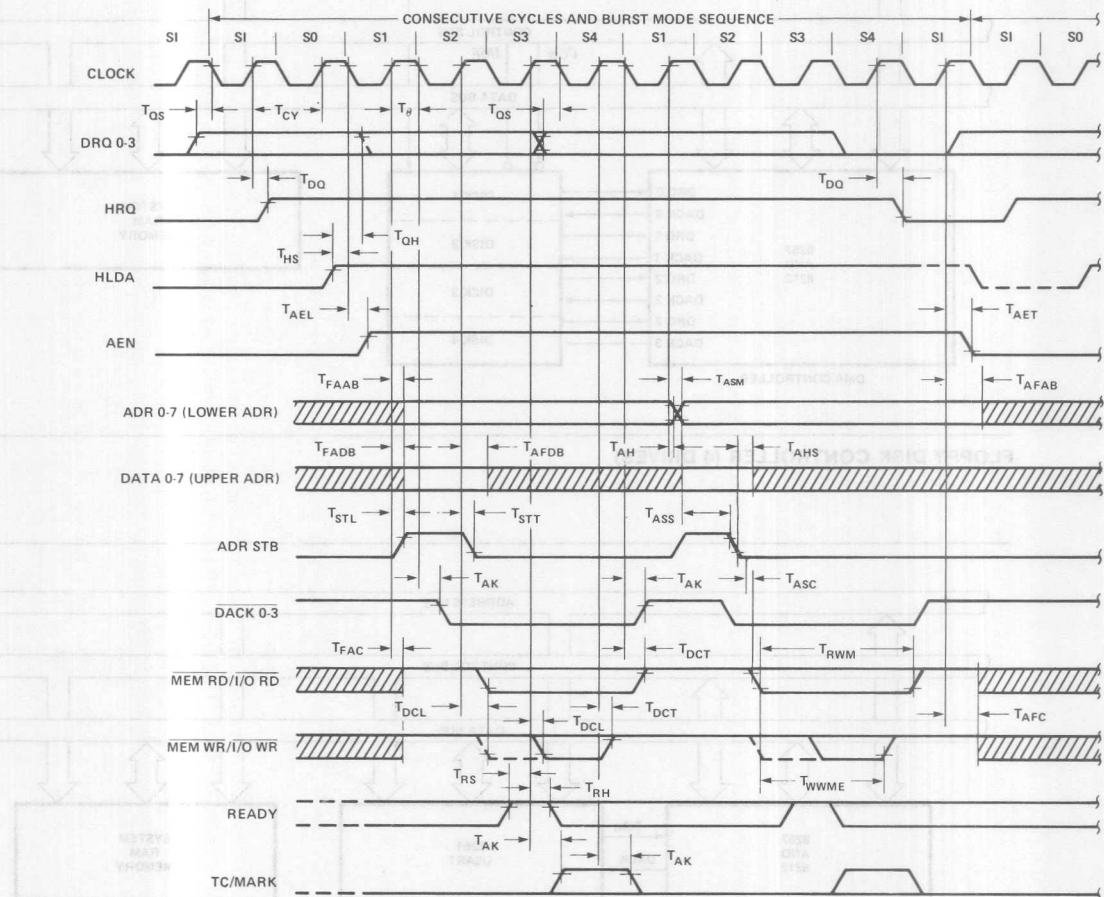 CONSECUTIVE CYCLES AND BURST MODE SEQUENCE
SI SI S0 S1 S2 S3 S4 S1 S2 S3 S4 SI SI S0
CLOCK
TQS TCY Tθ TQS
DRQ 0-3
TDQ TDQ
HRQ
TQH
THS
HLDA
TAEL TAET
AEN
TFAAB TASM TAFAB
ADR 0-7 (LOWER ADR)
TFADB TAFDB TAH TAHS
DATA 0-7 (UPPER ADR)
TSTL TSTT TASS
ADR STB
TAK TAK TASC
DACK 0-3
TFAC TDCT TRWM
MEM RD/I/O RD
TDCL TDCL TDCT TAFC
MEM WR/I/O WR
TRS TRH TWWME
READY
TAK TAK
TC/MARK